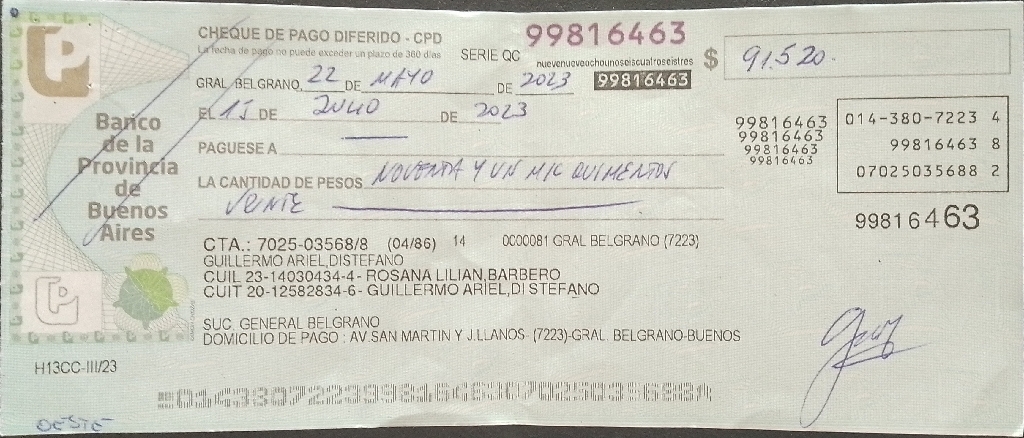 CHEQUE DE PAGO DIFERIDO - CPD
La fecha de pago no puede exceder un plazo de 360 días
SERIE QC 99816463
nuevenueveochounoseiscuatroseistres
99816463
$ 91.520.
GRAL BELGRANO, 22 DE MAYO DE 2023
EL 15 DE JULIO DE 2023
PAGUESE A
LA CANTIDAD DE PESOS NOVENTA Y UN MIL QUINIENTOS
VEINTE
Banco
de la
Provincia
de
Buenos
Aires
99816463
99816463
99816463
99816463
014-380-7223 4
99816463 8
07025035688 2
99816463
CTA.: 7025-03568/8 (04/86) 14 0000081 GRAL BELGRANO (7223)
GUILLERMO ARIEL,DISTEFANO
CUIL 23-14030434-4- ROSANA LILIAN,BARBERO
CUIT 20-12582834-6- GUILLERMO ARIEL,DI STEFANO
SUC. GENERAL BELGRANO
DOMICILIO DE PAGO : AV.SAN MARTIN Y J.LLANOS- (7223)-GRAL. BELGRANO-BUENOS
H13CC-III/23
OESTE